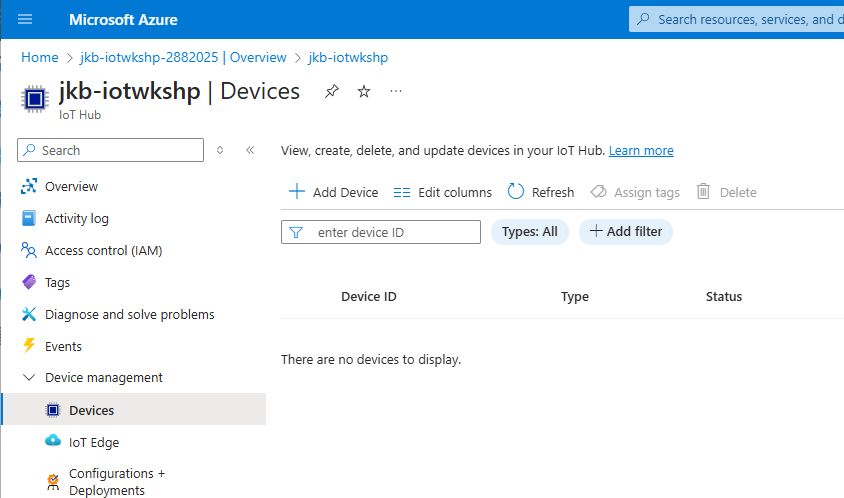 Microsoft Azure
Search resources, services, and d
Home > jkb-iotwkshp-2882025 | Overview > jkb-iotwkshp
jkb-iotwkshp | Devices
IoT Hub
Search
View, create, delete, and update devices in your IoT Hub. Learn more
Overview
Activity log
Access control (IAM)
Tags
Diagnose and solve problems
Events
Device management
Devices
IoT Edge
Configurations +
Deployments
Add Device Edit columns Refresh Assign tags Delete
enter device ID Types: All Add filter
Device ID Type Status
There are no devices to display.